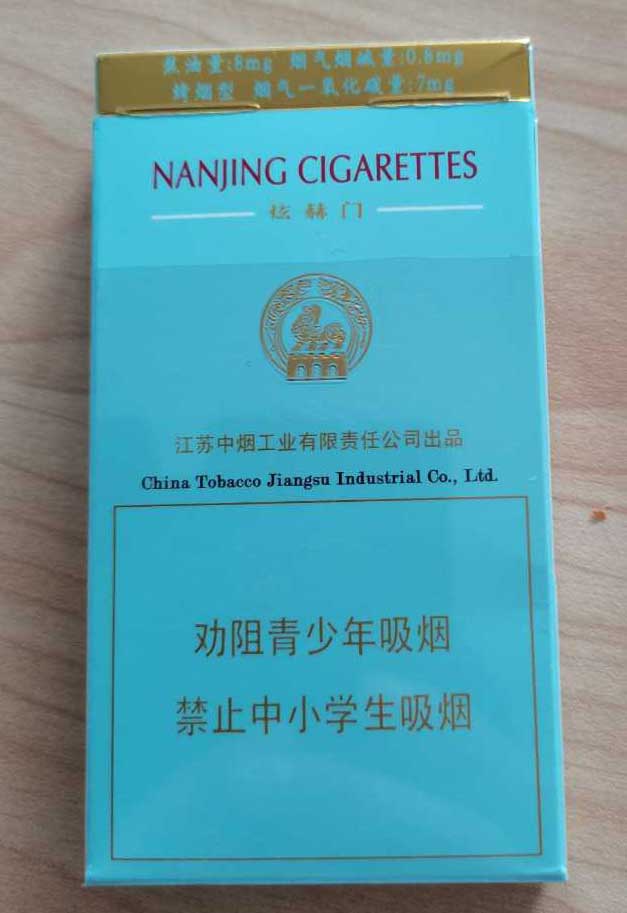 焦油量:8mg 烟气烟碱量:0.8mg
烤烟型 烟气一氧化碳量:7mg
NANJING CIGARETTES
炫赫门
江苏中烟工业有限责任公司出品
China Tobacco Jiangsu Industrial Co., Ltd.
劝阻青少年吸烟
禁止中小学生吸烟